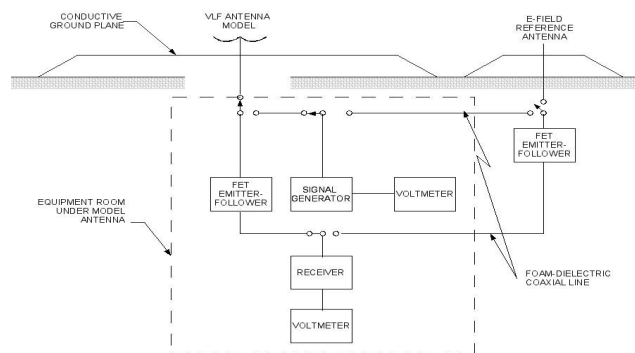 CONDUCTIVE
GROUND PLANE
VLF ANTENNA
MODEL
E-FIELD
REFERENCE
ANTENNA
FET
EMITTER-
FOLLOWER
FET
EMITTER-
FOLLOWER
SIGNAL
GENERATOR
VOLTMETER
EQUIPMENT ROOM
UNDER MODEL
ANTENNA
RECEIVER
FOAM-DIELECTRIC
COAXIAL LINE
VOLTMETER